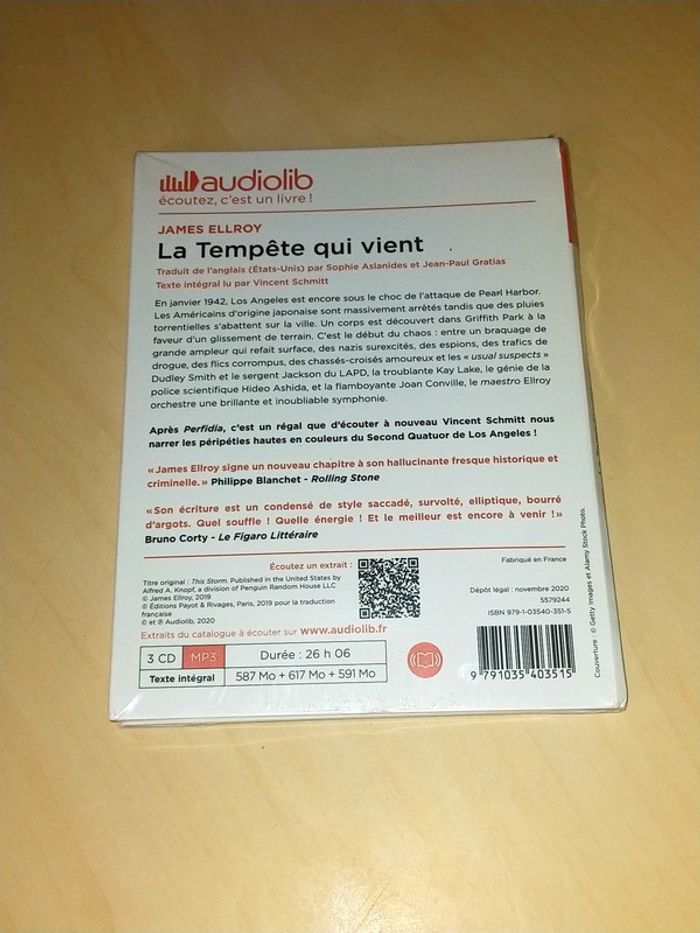 audiolib
écoutez, c'est un livre !
JAMES ELLROY
La Tempête qui vient
Traduit de l'anglais (États-Unis) par Sophie Aslanides et Jean-Paul Gratias
Texte intégral lu par Vincent Schmitt
En janvier 1942, Los Angeles est encore sous le choc de l'attaque de Pearl Harbor.
Les Américains d'origine japonaise sont massivement arrêtés tandis que des pluies
torrentielles s'abattent sur la ville. Un corps est découvert dans Griffith Park à la
faveur d'un glissement de terrain. C'est le début du chaos : entre un braquage de
grande ampleur qui refait surface, des nazis surexcités, des espions, des trafics de
drogue, des flics corrompus, des chassés-croisés amoureux et les « usual suspects »
Dudley Smith et le sergent Jackson du LAPD, la troublante Kay Lake, le génie de la
police scientifique Hideo Ashida, et la flamboyante Joan Conville, le maestro Ellroy
orchestre une brillante et inoubliable symphonie.
Après Perfidia, c'est un régal que d'écouter à nouveau Vincent Schmitt nous
narrer les péripéties hautes en couleurs du Second Quatuor de Los Angeles !
« James Ellroy signe un nouveau chapitre à son hallucinante fresque historique et
criminelle. » Philippe Blanchet - Rolling Stone
« Son écriture est un condensé de style saccadé, survolté, elliptique, bourré
d'argots. Quel souffle ! Quelle énergie ! Et le meilleur est encore à venir ! »
Bruno Corty - Le Figaro Littéraire
Écoutez un extrait :
Titre original : This Storm. Published in the United States by
Alfred A. Knopf, a division of Penguin Random House LLC
© James Ellroy, 2019
© Éditions Payot & Rivages, Paris, 2019 pour la traduction
française
© et ℗ Audiolib, 2020
Extraits du catalogue à écouter sur www.audiolib.fr
3 CD MP3 Durée : 26 h 06
Texte intégral 587 Mo + 617 Mo + 591 Mo
Fabriqué en France
Dépôt légal : novembre 2020
5579244
ISBN 979-1-03540-351-5
9 791035 403515
Couverture : © Getty Images et Alamy Stock Photo.